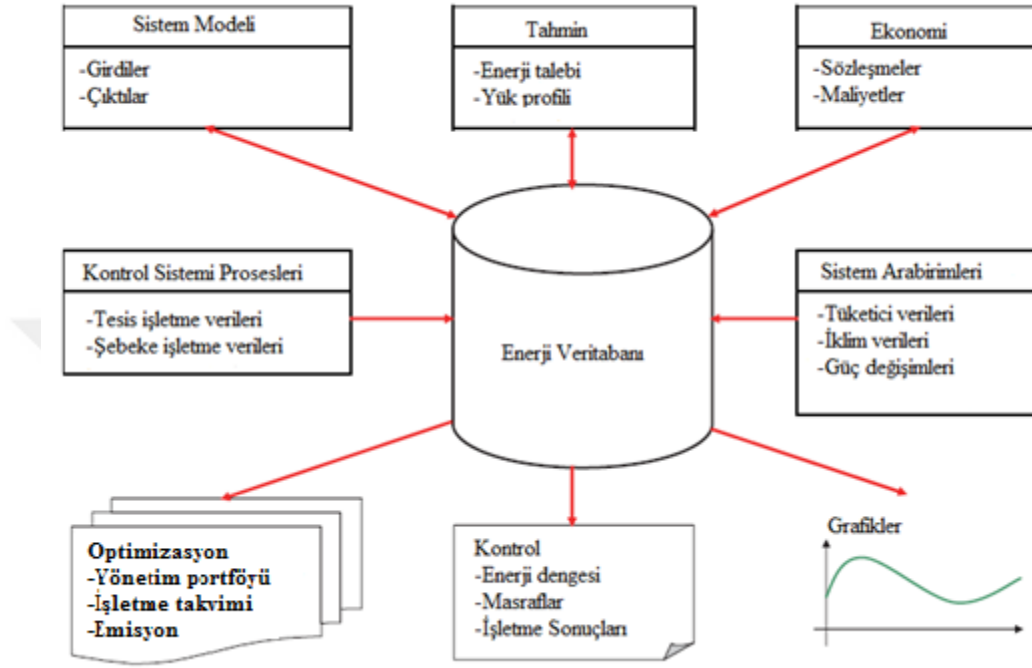 Sistem Modeli
-Girdiler
-Çıktılar
Tahmin
-Enerji talebi
-Yük profili
Ekonomi
-Sözleşmeler
-Maliyetler
Kontrol Sistemi Prosesleri
-Tesis işletme verileri
-Şebeke işletme verileri
Enerji Veritabanı
Sistem Arabirimleri
-Tüketici verileri
-İklim verileri
-Güç değişimleri
Optimizasyon
-Yönetim portföyü
-İşletme takvimi
-Emisyon
Kontrol
-Enerji dengesi
-Masraflar
-İşletme Sonuçları
Grafikler